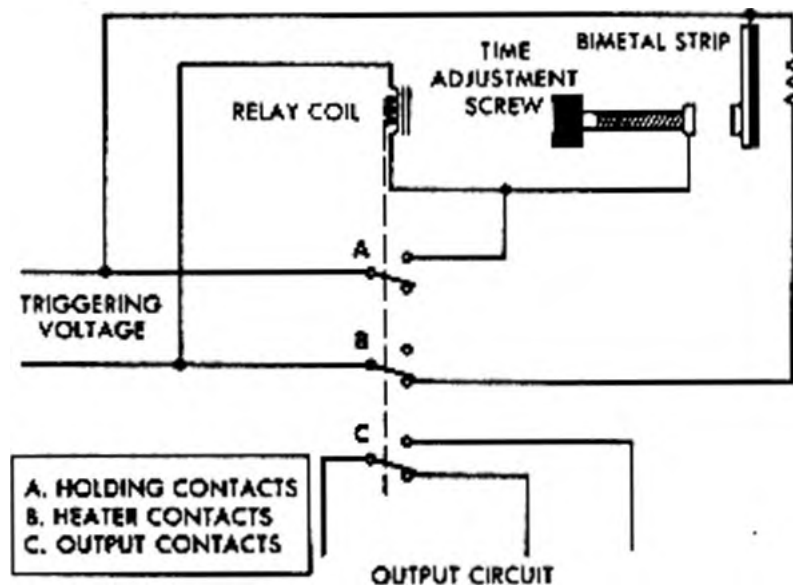 BIMETAL STRIP
TIME
ADJUSTMENT
SCREW
RELAY COIL
A
TRIGGERING
VOLTAGE
B
C
A. HOLDING CONTACTS
B. HEATER CONTACTS
C. OUTPUT CONTACTS
OUTPUT CIRCUIT